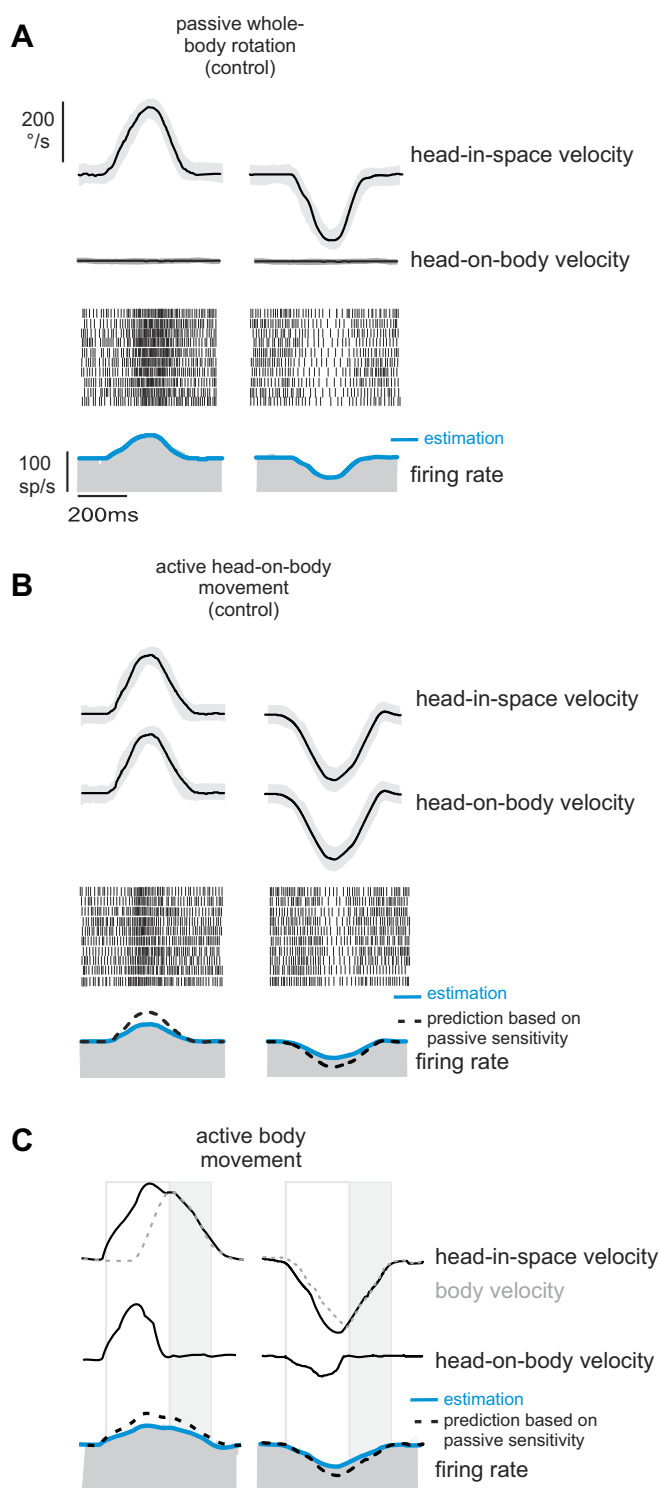 A
passive whole-
body rotation
(control)
200
°/s
head-in-space velocity
head-on-body velocity
estimation
100
sp/s
firing rate
200ms
B
active head-on-body
movement
(control)
head-in-space velocity
head-on-body velocity
estimation
prediction based on
passive sensitivity
firing rate
C
active body
movement
head-in-space velocity
body velocity
head-on-body velocity
estimation
prediction based on
passive sensitivity
firing rate